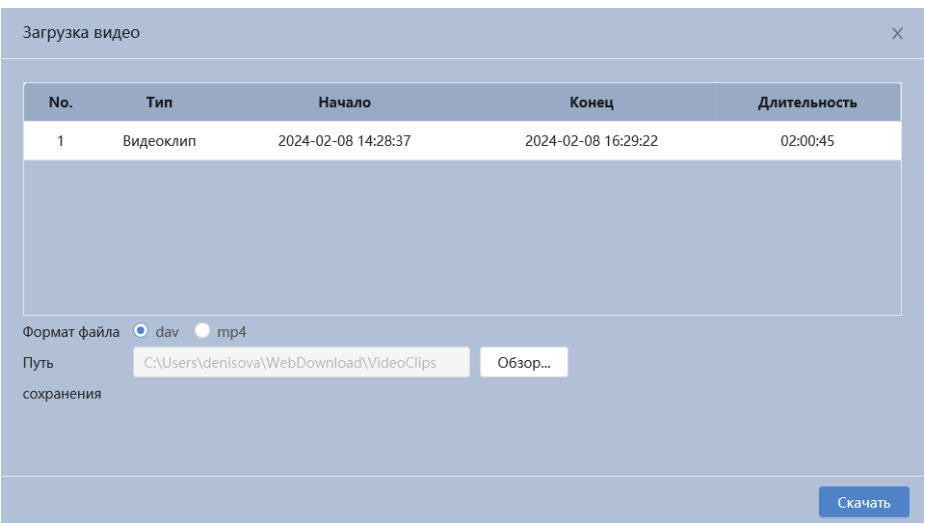 Загрузка видео
No. Тип Начало Конец Длительность
1 Видеоклип 2024-02-08 14:28:37 2024-02-08 16:29:22 02:00:45
Формат файла dav mp4
Путь C:\Users\denisova\WebDownload\VideoClips Обзор...
сохранения
Скачать